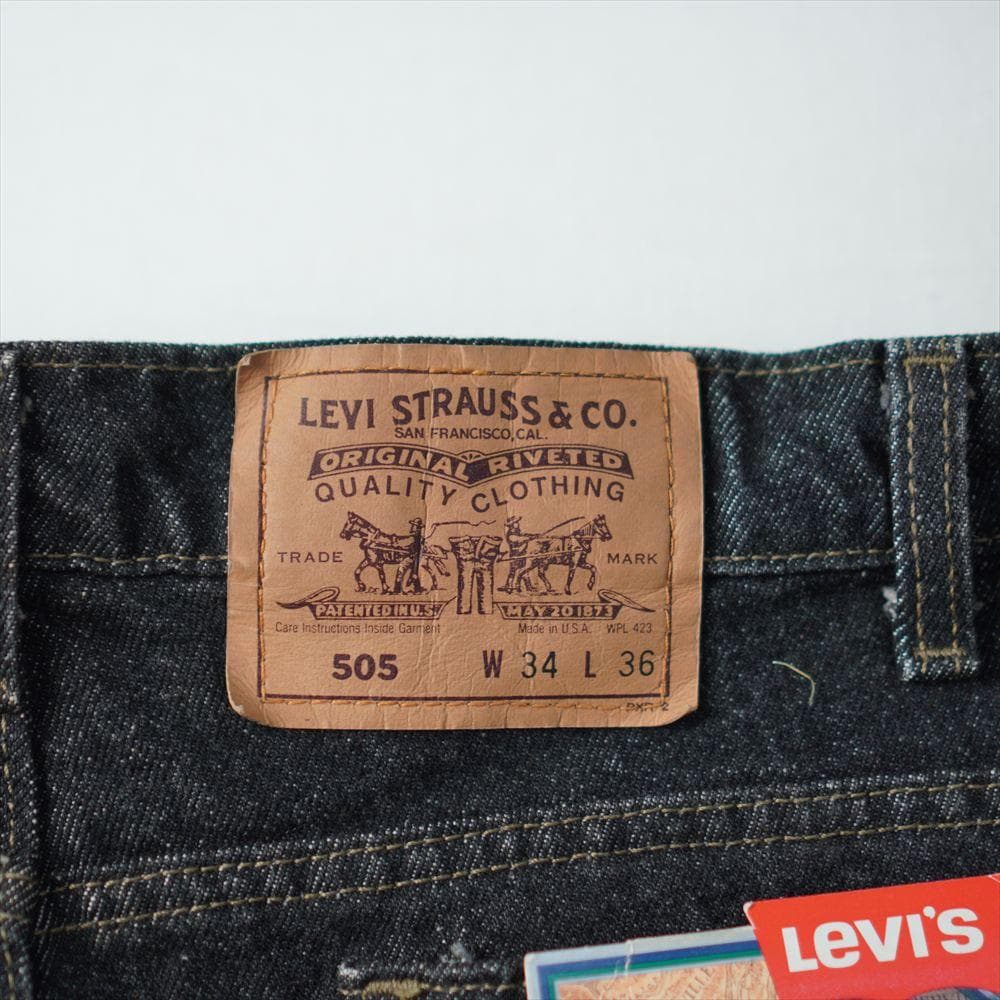 LEVI STRAUSS & CO.
SAN FRANCISCO, CAL.
ORIGINAL RIVETED
QUALITY CLOTHING
TRADE MARK
PATENTED IN U.S. MAY 20 1873
Care Instructions Inside Garment Made in U.S.A. WPL 423
505 W 34 L 36
LEVI'S